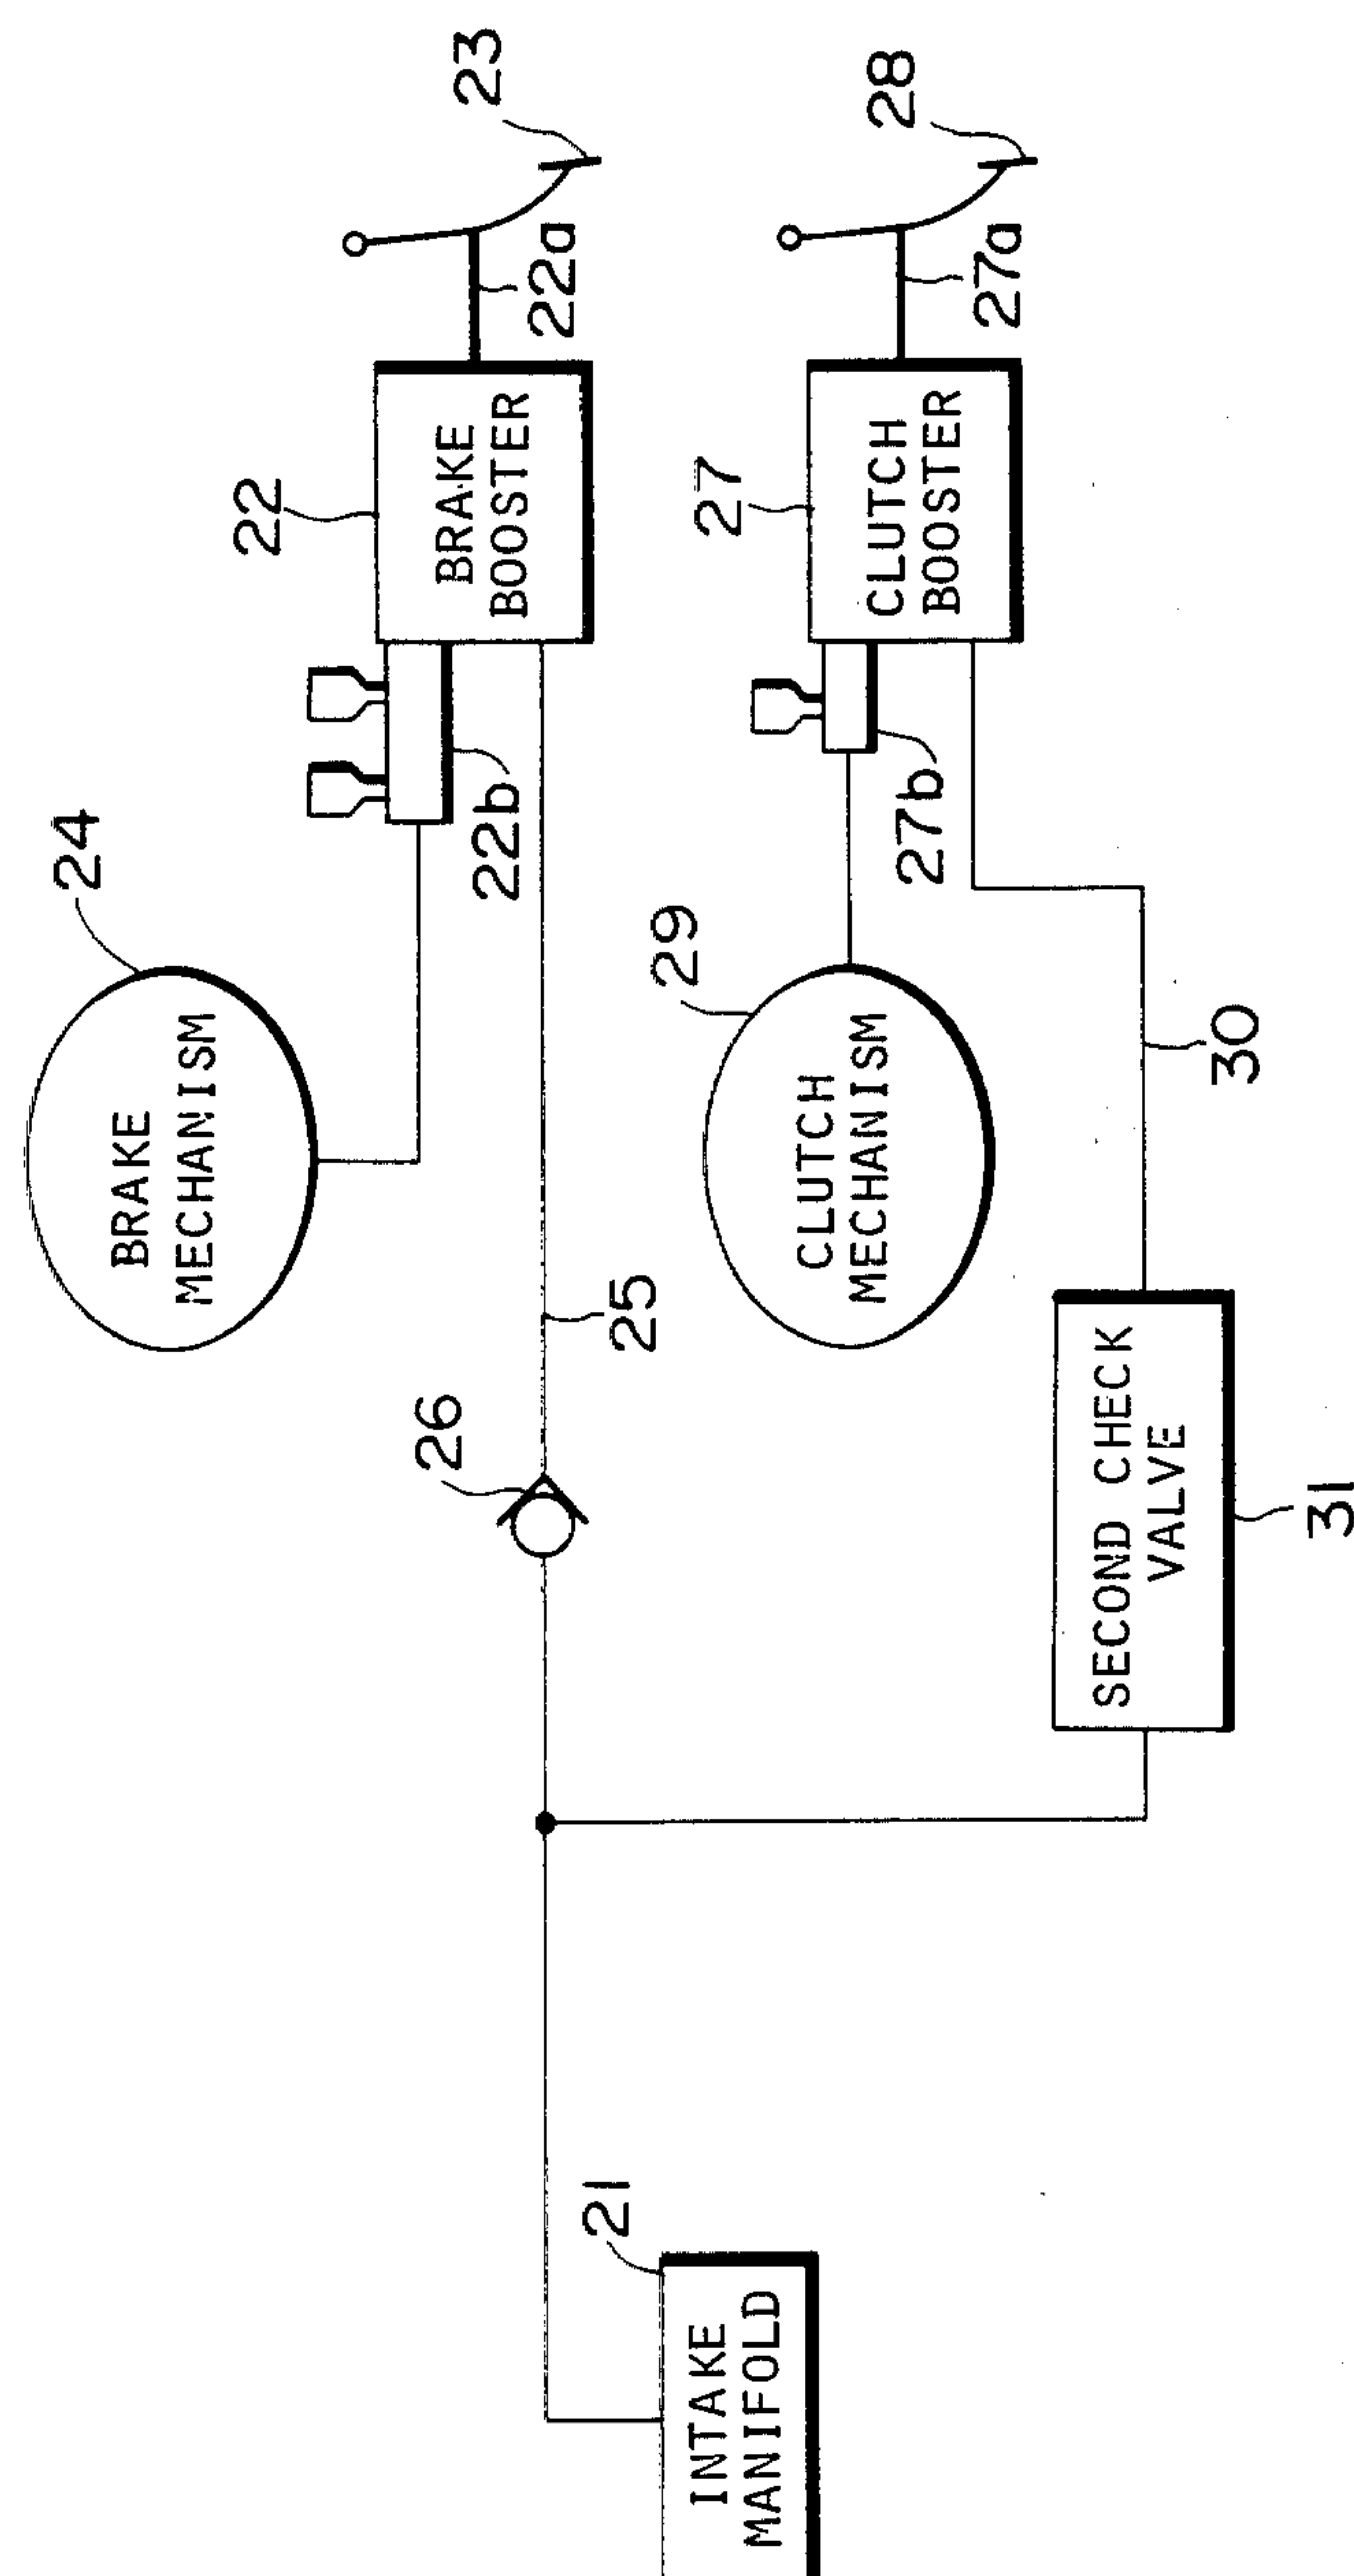 24
BRAKE
MECHANISM
22
22b
BRAKE
BOOSTER
22a
23
26
25
21
INTAKE
MANIFOLD
29
CLUTCH
MECHANISM
27
27b
CLUTCH
BOOSTER
27a
28
SECOND CHECK
VALVE
31
30